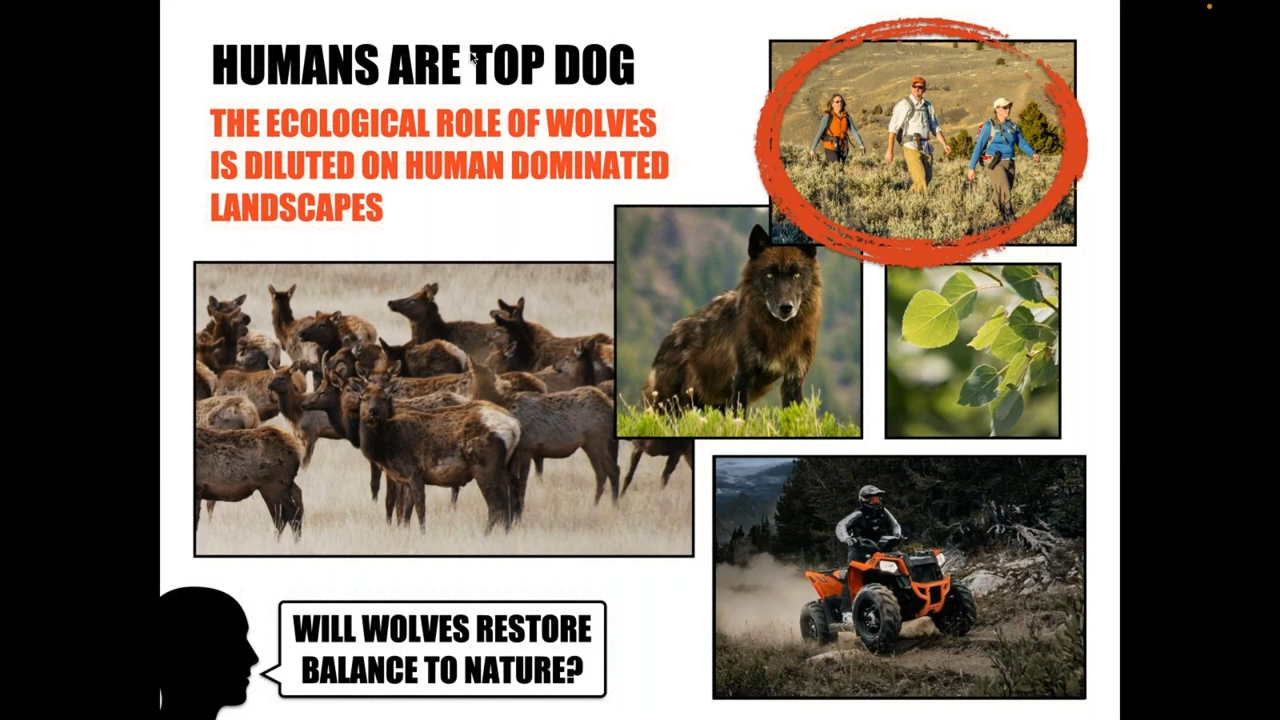 HUMANS ARE TOP DOG
THE ECOLOGICAL ROLE OF WOLVES
IS DILUTED ON HUMAN DOMINATED
LANDSCAPES
WILL WOLVES RESTORE
BALANCE TO NATURE?